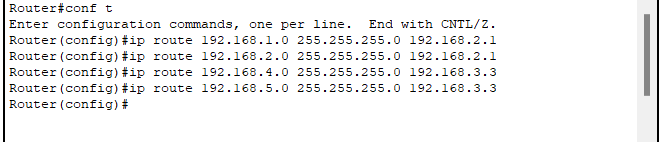 Router#conf t
Enter configuration commands, one per line.  End with CNTL/Z.
Router(config)#ip route 192.168.1.0 255.255.255.0 192.168.2.1
Router(config)#ip route 192.168.2.0 255.255.255.0 192.168.2.1
Router(config)#ip route 192.168.4.0 255.255.255.0 192.168.3.3
Router(config)#ip route 192.168.5.0 255.255.255.0 192.168.3.3
Router(config)#